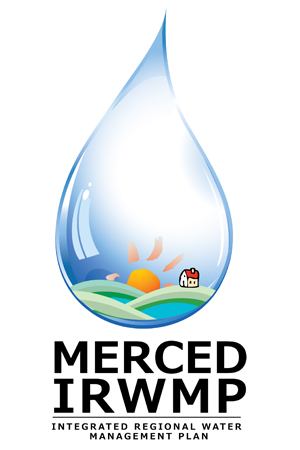 MERCED
IRWMP
INTEGRATED REGIONAL WATER
MANAGEMENT PLAN